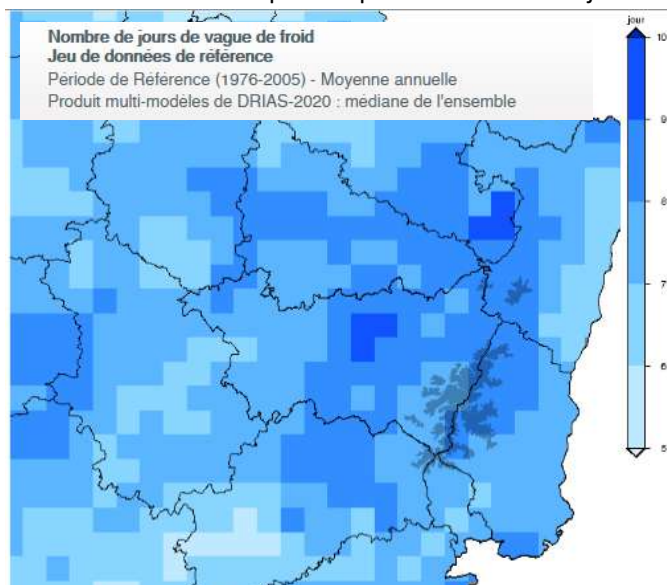 jour
Nombre de jours de vague de froid
Jeu de données de référence
Période de Référence (1976-2005) - Moyenne annuelle
Produit multi-modèles de DRIAS-2020 : médiane de l'ensemble
10
9
8
7
6
5